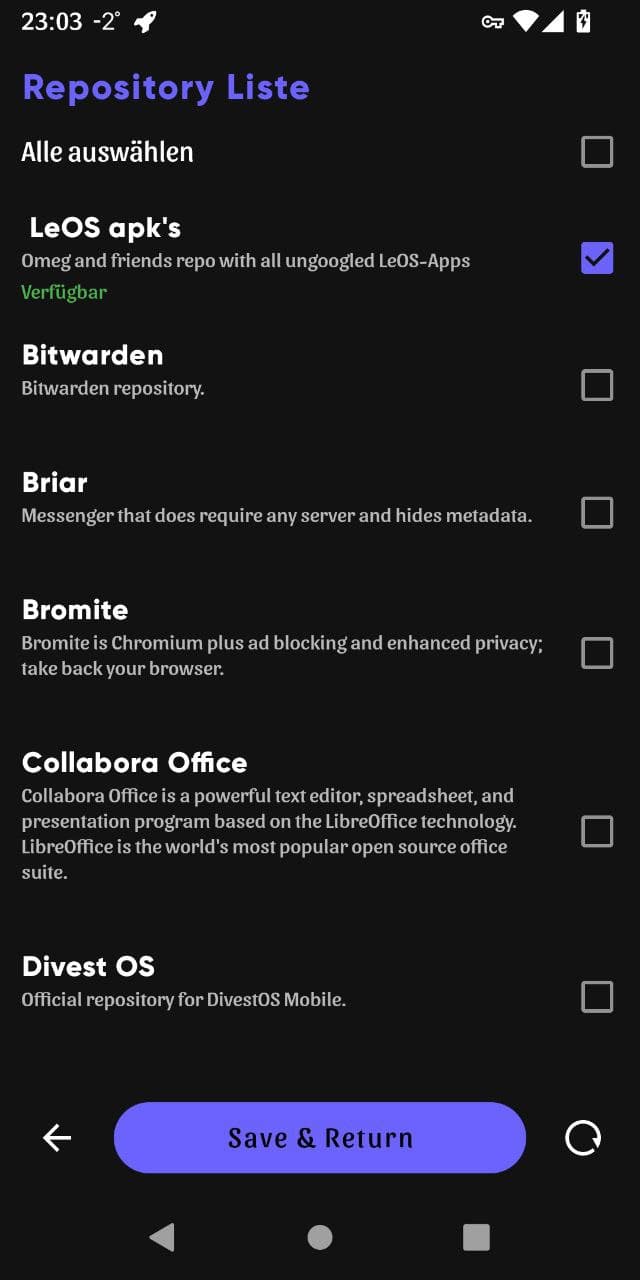 23:03 -2°
Repository Liste
Alle auswählen
LeOS apk's
Omeg and friends repo with all ungoogled LeOS-Apps
Verfügbar
Bitwarden
Bitwarden repository.
Briar
Messenger that does require any server and hides metadata.
Bromite
Bromite is Chromium plus ad blocking and enhanced privacy;
take back your browser.
Collabora Office
Collabora Office is a powerful text editor, spreadsheet, and
presentation program based on the LibreOffice technology.
LibreOffice is the world's most popular open source office
suite.
Divest OS
Official repository for DivestOS Mobile.
Save & Return